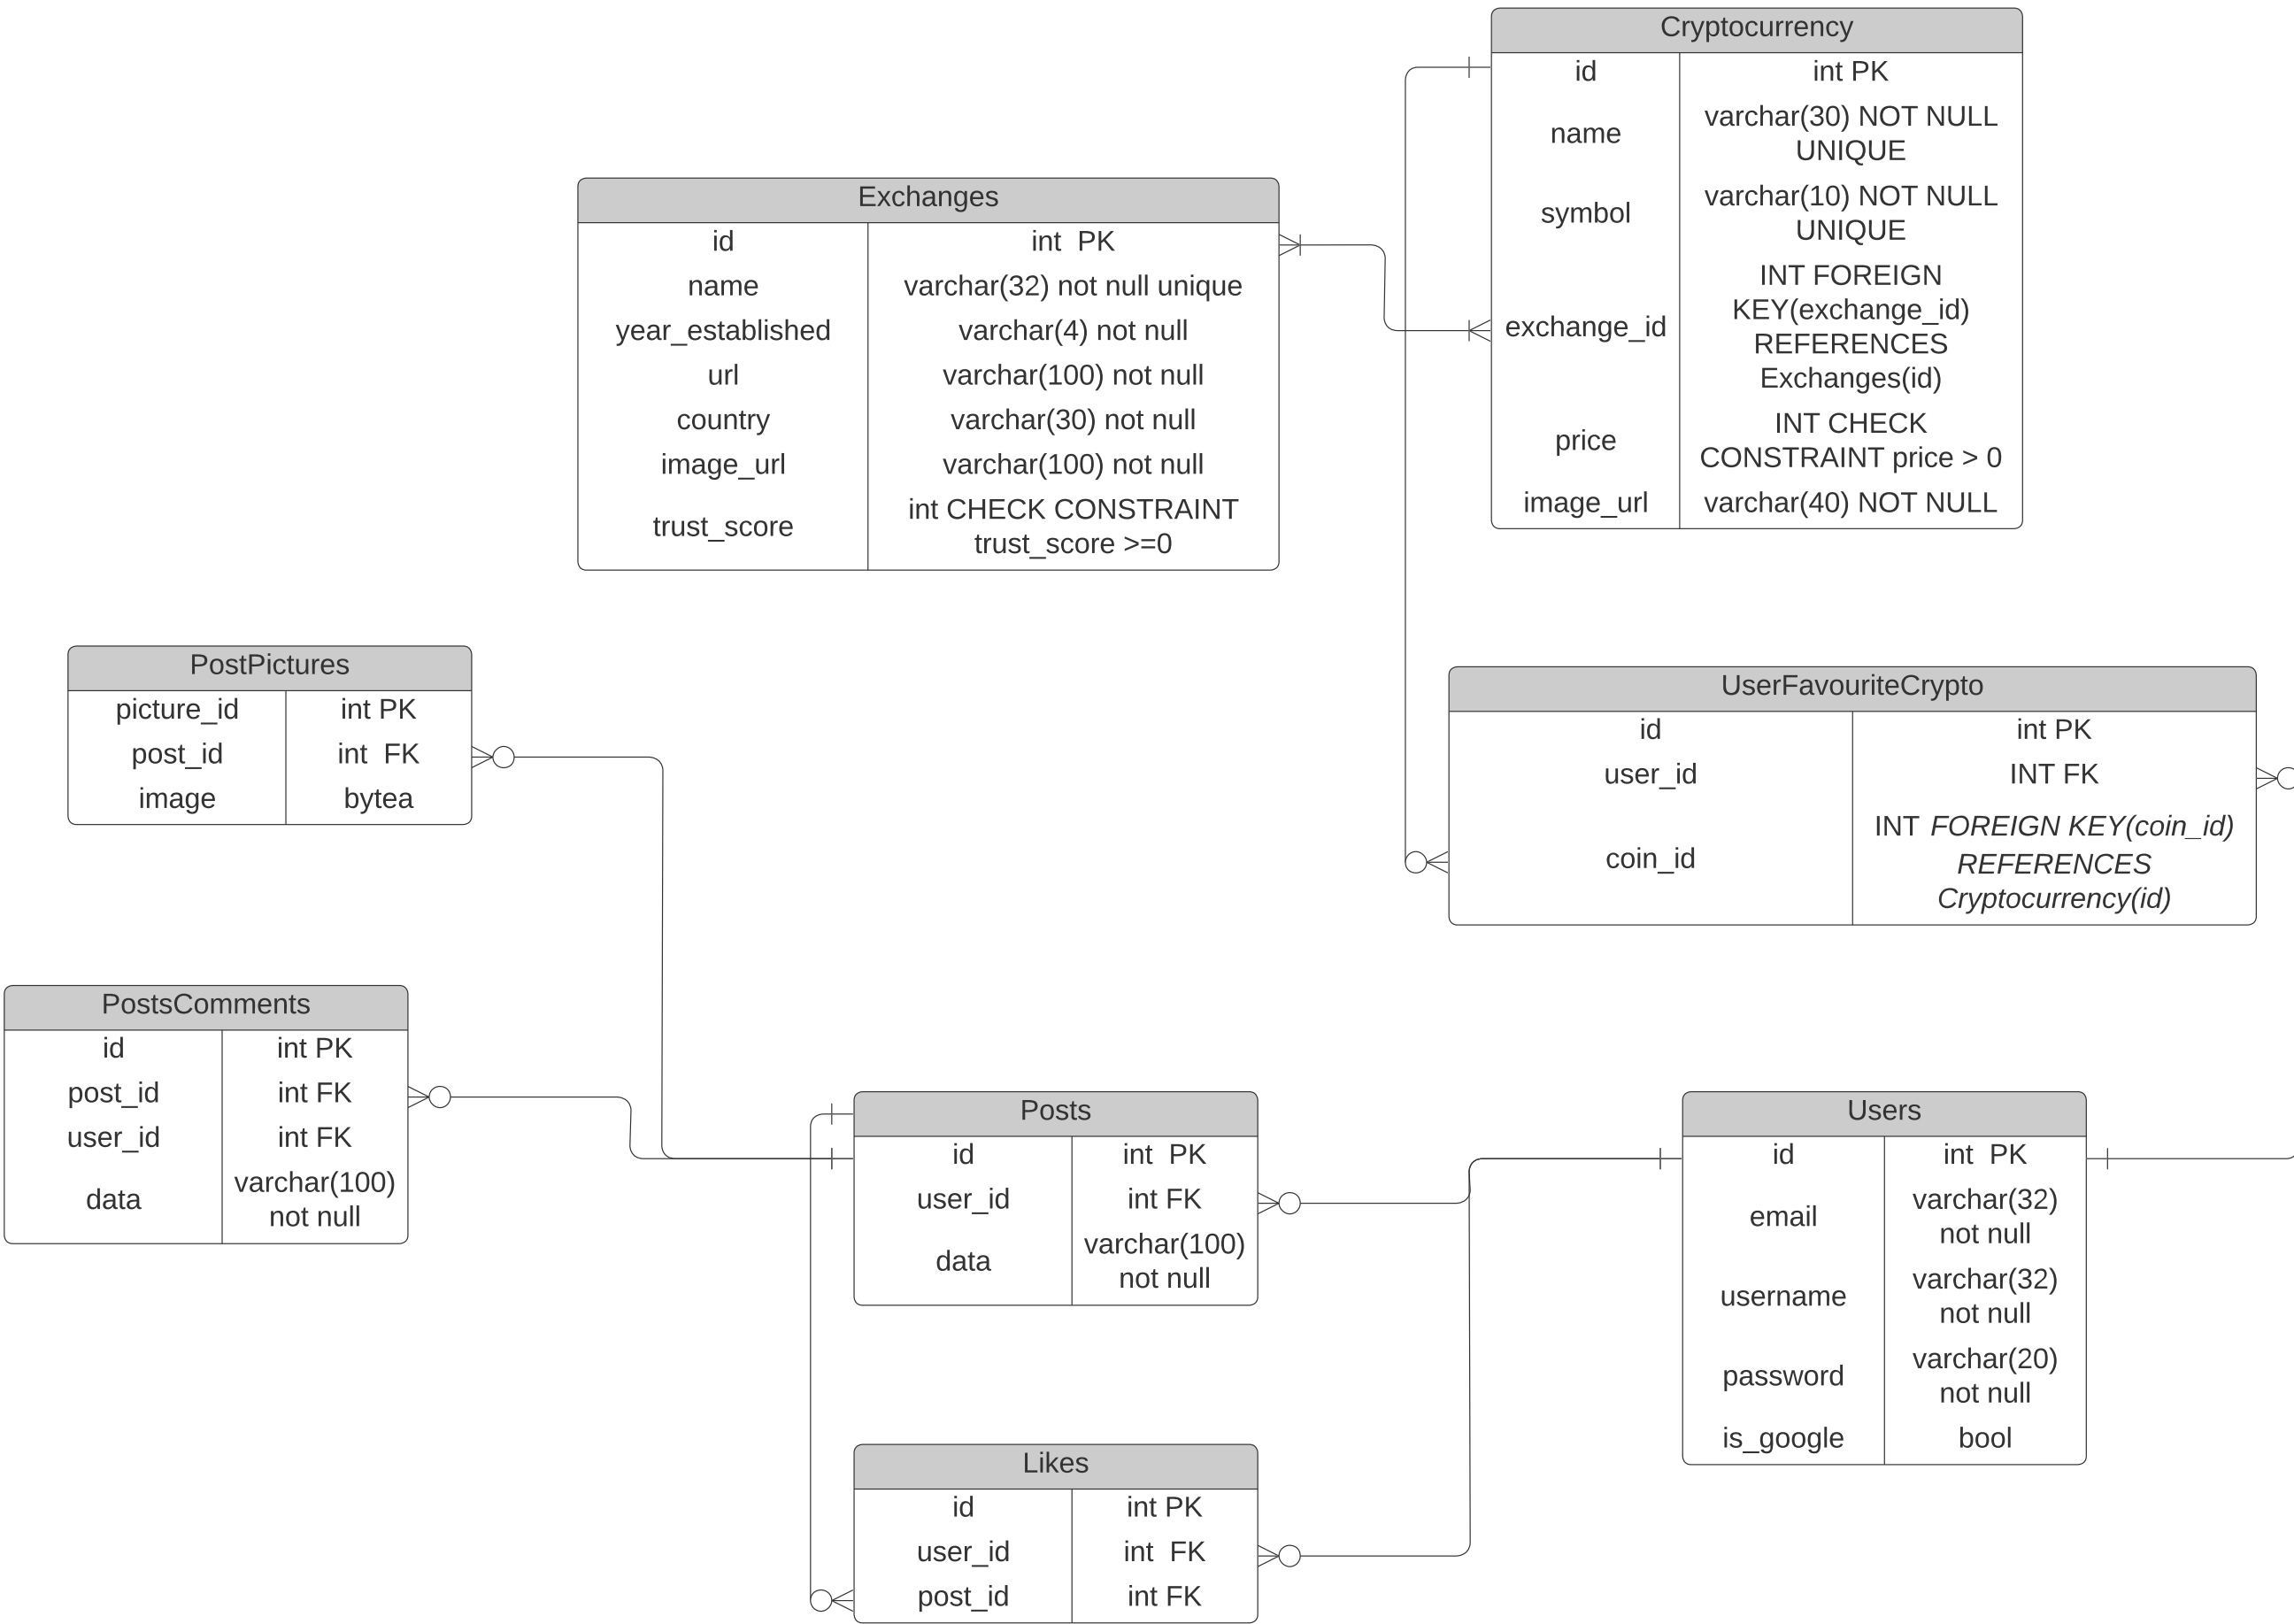 Cryptocurrency
id int PK
name varchar(30) NOT NULL
UNIQUE
symbol varchar(10) NOT NULL
UNIQUE
exchange_id INT FOREIGN
KEY(exchange_id)
REFERENCES
Exchanges(id)
price INT CHECK
CONSTRAINT price > 0
image_url varchar(40) NOT NULL
Exchanges
id int  PK
name varchar(32) not null unique
year_established varchar(4) not null
url varchar(100) not null
country varchar(30) not null
image_url varchar(100) not null
trust_score int CHECK CONSTRAINT
trust_score >=0
PostPictures
picture_id int PK
post_id int  FK
image bytea
UserFavouriteCrypto
id int PK
user_id INT FK
coin_id INT FOREIGN KEY(coin_id)
REFERENCES
Cryptocurrency(id)
PostsComments
id int PK
post_id int FK
user_id int FK
data varchar(100)
not null
Posts
id int  PK
user_id int FK
data varchar(100)
not null
Users
id int  PK
email varchar(32)
not null
username varchar(32)
not null
password varchar(20)
not null
is_google bool
Likes
id int PK
user_id int  FK
post_id int FK